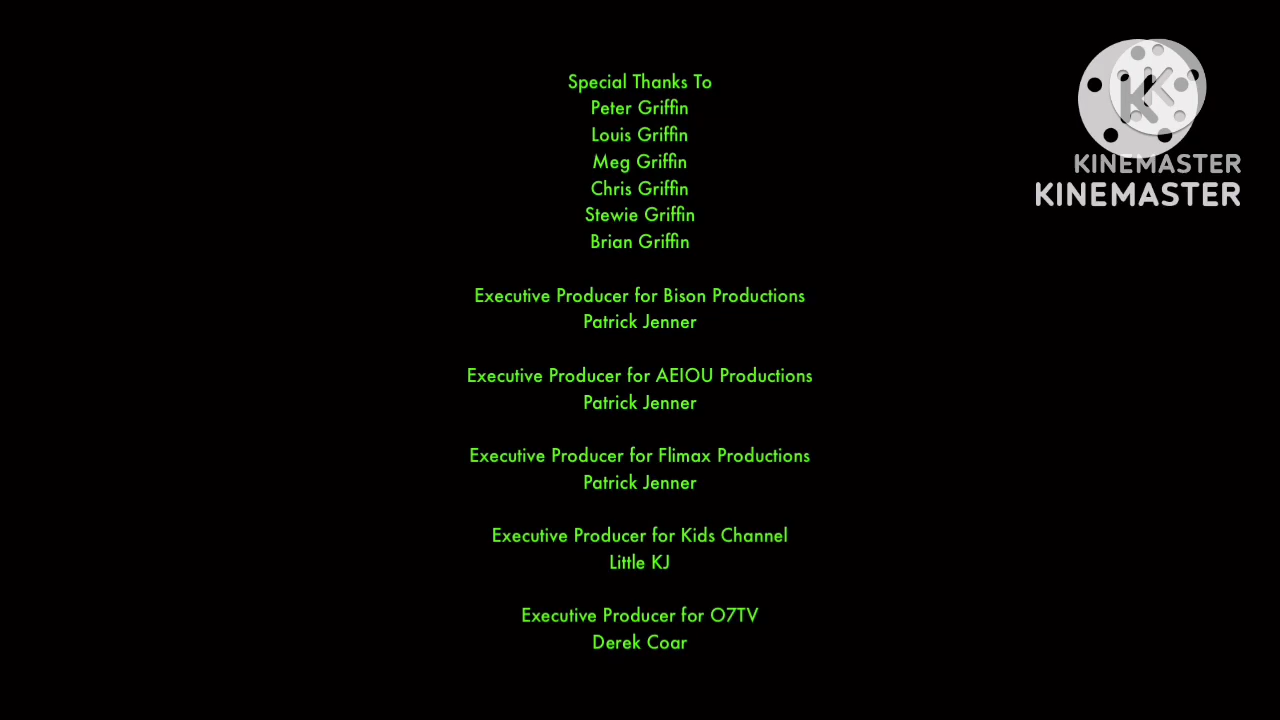 Special Thanks To
Peter Griffin
Louis Griffin
Meg Griffin
Chris Griffin
Stewie Griffin
Brian Griffin
Executive Producer for Bison Productions
Patrick Jenner
Executive Producer for AEIOU Productions
Patrick Jenner
Executive Producer for Flimax Productions
Patrick Jenner
Executive Producer for Kids Channel
Little KJ
Executive Producer for O7TV
Derek Coar
KINEMASTER
KINEMASTER